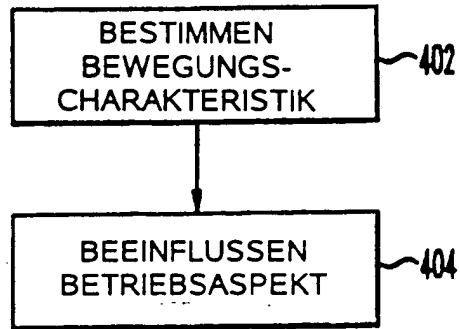 BESTIMMEN
BEWEGUNGS-
CHARAKTERISTIK
402
BEEINFLUSSEN
BETRIEBSASPEKT
404